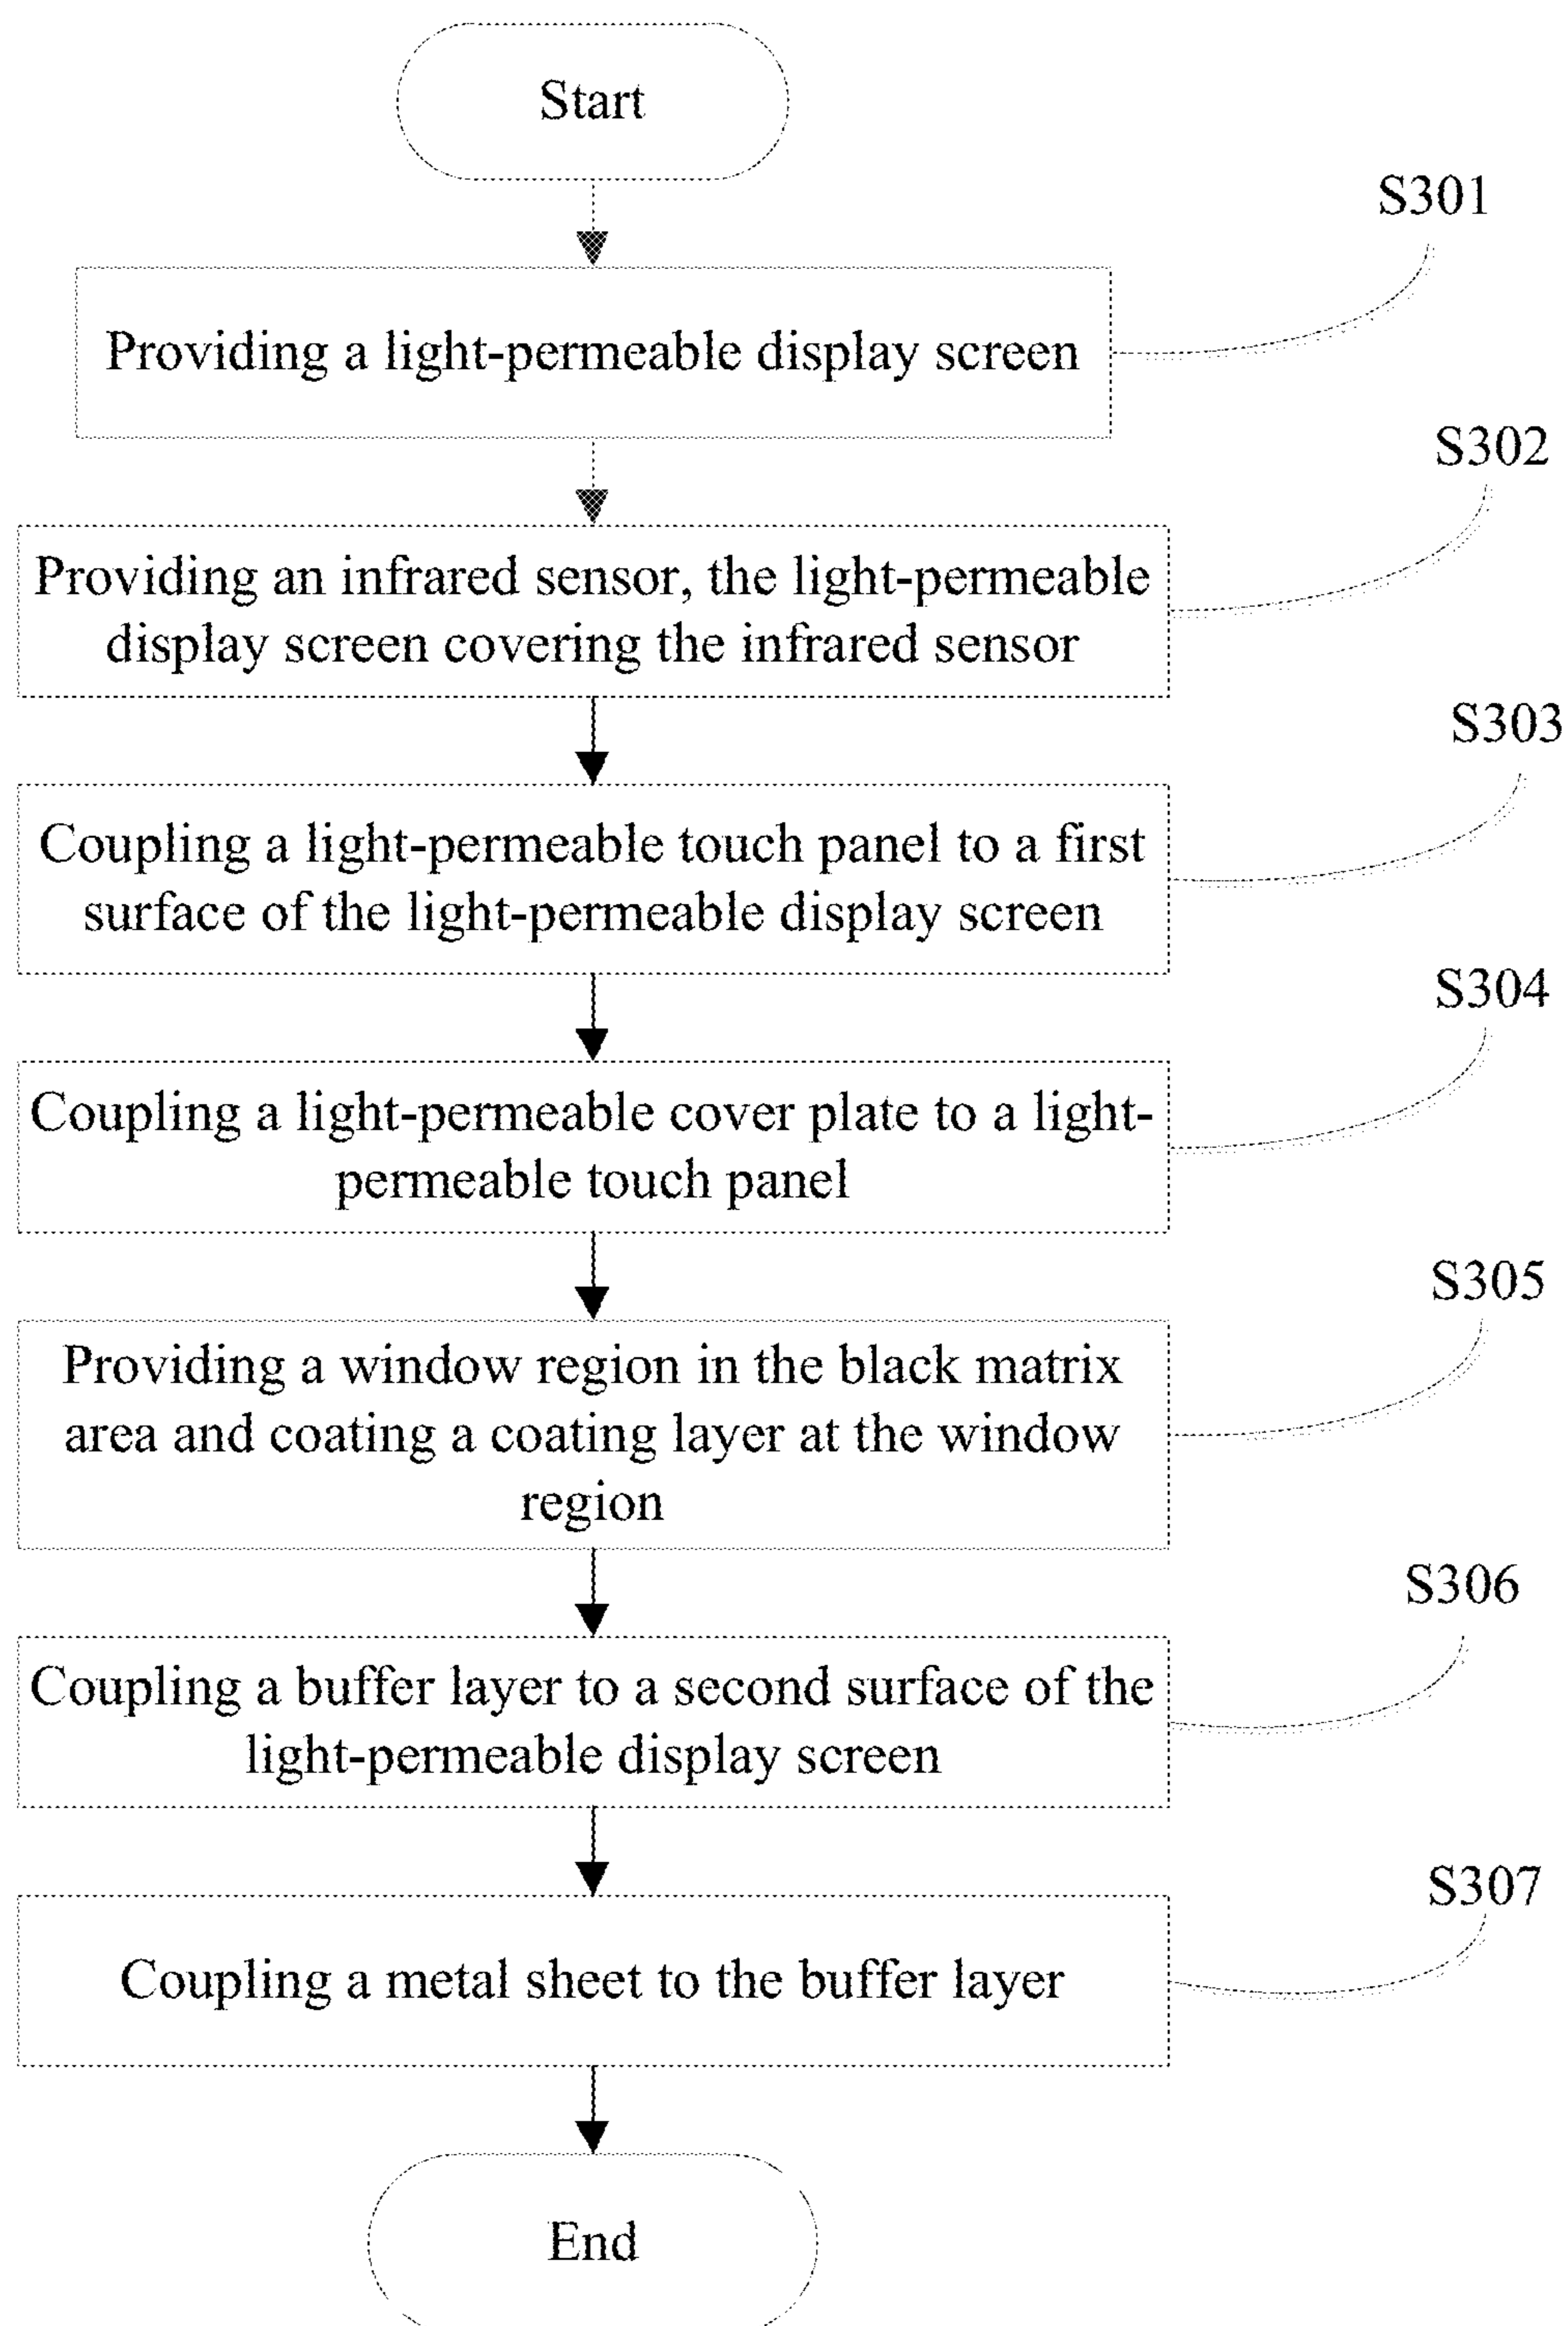 Start
S301
Providing a light-permeable display screen
S302
Providing an infrared sensor, the light-permeable
display screen covering the infrared sensor
S303
Coupling a light-permeable touch panel to a first
surface of the light-permeable display screen
S304
Coupling a light-permeable cover plate to a light-
permeable touch panel
S305
Providing a window region in the black matrix
area and coating a coating layer at the window
region
S306
Coupling a buffer layer to a second surface of the
light-permeable display screen
S307
Coupling a metal sheet to the buffer layer
End